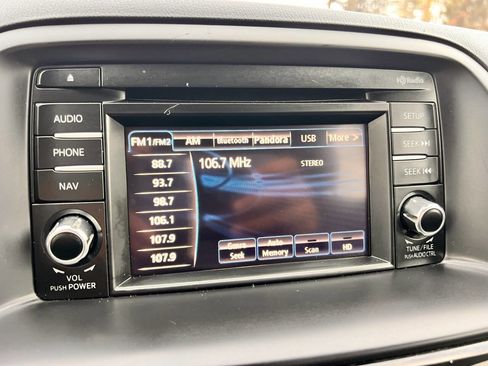 HD Radio
AUDIO
PHONE
NAV
VOL
PUSH POWER
FM1/FM2 AM Bluetooth Pandora USB More >
88.7
93.7
98.7
106.1
107.9
107.9
106.7 MHz
STEREO
Genre Seek
Auto Memory
Scan
HD
SETUP
SEEK
SEEK
TUNE/FILE
PUSH AUDIO CTRL